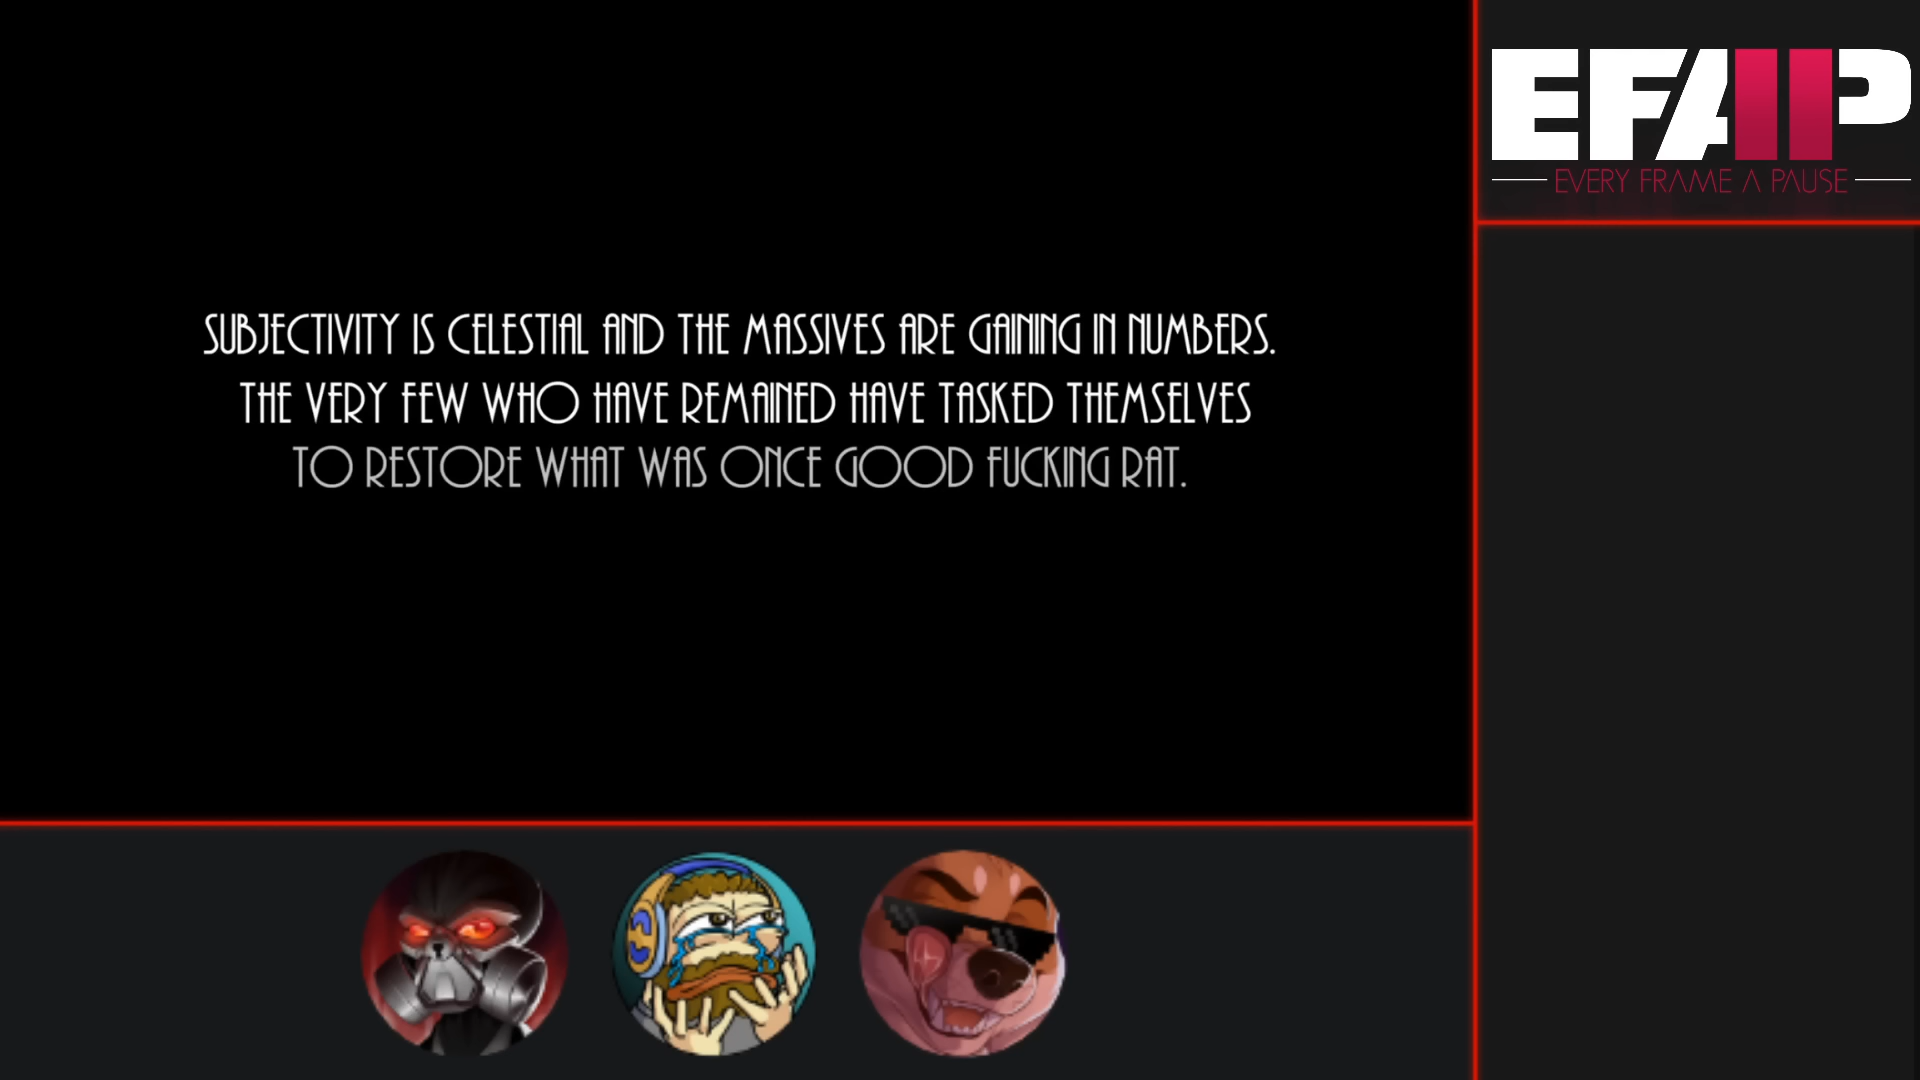 SUBJECTIVITY IS CELESTIAL AND THE MASSIVES ARE GAINING IN NUMBERS.
THE VERY FEW WHO HAVE REMAINED HAVE TASKED THEMSELVES
TO RESTORE WHAT WAS ONCE GOOD FUCKING RAT.
EFAP
EVERY FRAME A PAUSE